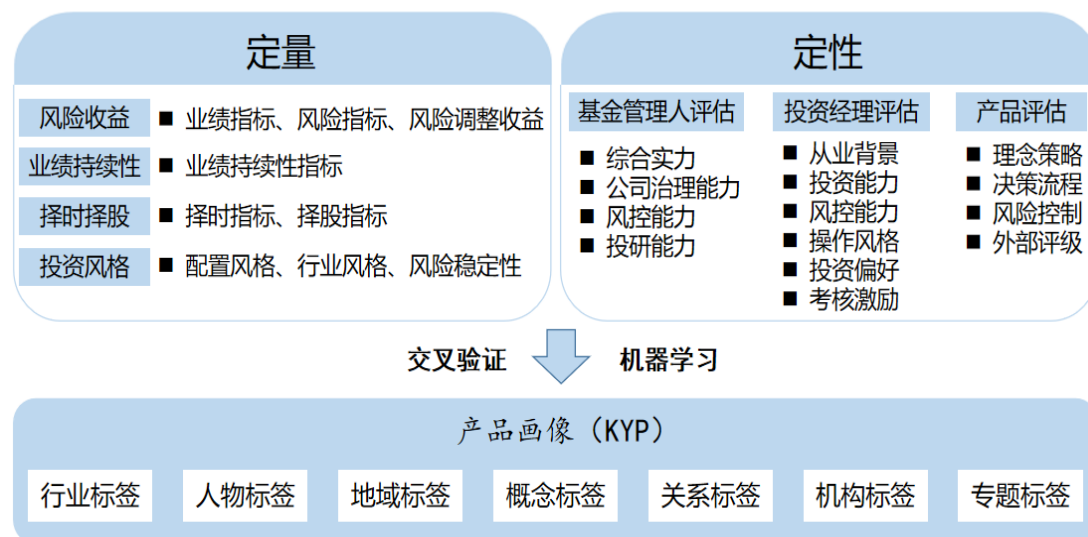 定量
风险收益
■ 业绩指标、风险指标、风险调整收益
业绩持续性
■ 业绩持续性指标
择时择股
■ 择时指标、择股指标
投资风格
■ 配置风格、行业风格、风险稳定性
定性
基金管理人评估
■ 综合实力
■ 公司治理能力
■ 风控能力
■ 投研能力
投资经理评估
■ 从业背景
■ 投资能力
■ 风控能力
■ 操作风格
■ 投资偏好
■ 考核激励
产品评估
■ 理念策略
■ 决策流程
■ 风险控制
■ 外部评级
交叉验证
机器学习
产品画像（KYP）
行业标签
人物标签
地域标签
概念标签
关系标签
机构标签
专题标签